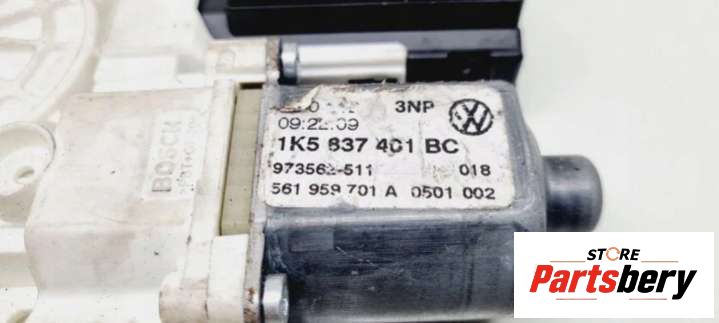 3NP
09:22:09
1K5 837 401 BC
973562-511 018
561 959 701 A 0501 002
BOSCH
STORE
Partsbery